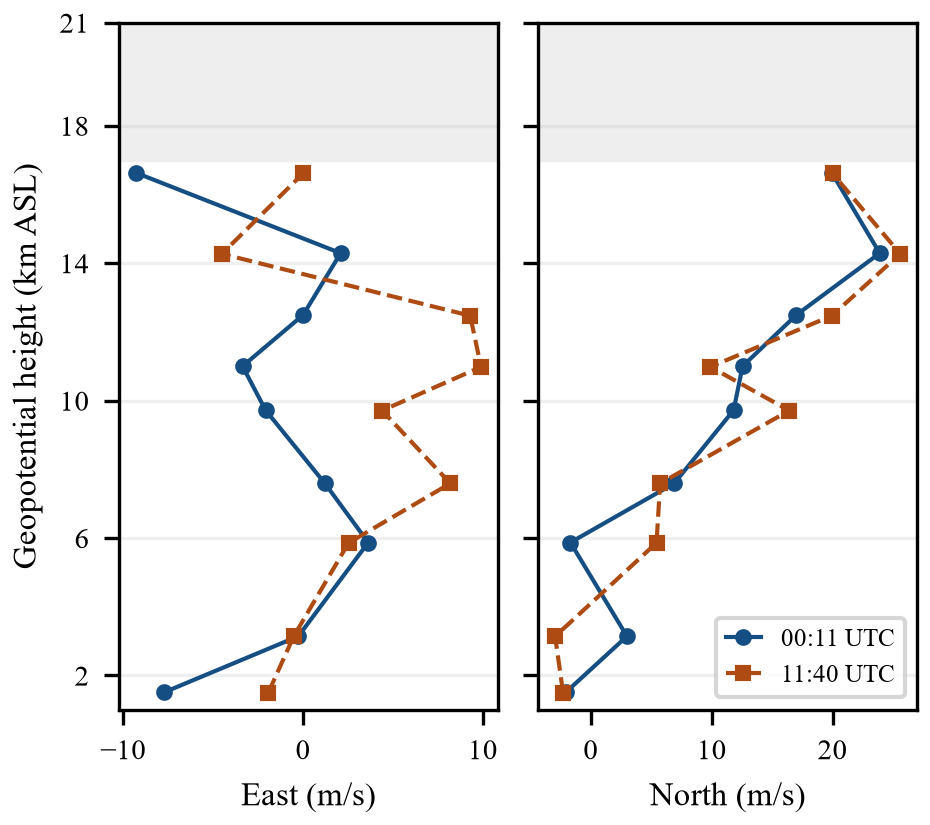 Geopotential height (km ASL)
21
18
14
10
6
2
−10 0 10
East (m/s)
0 10 20
North (m/s)
00:11 UTC
11:40 UTC